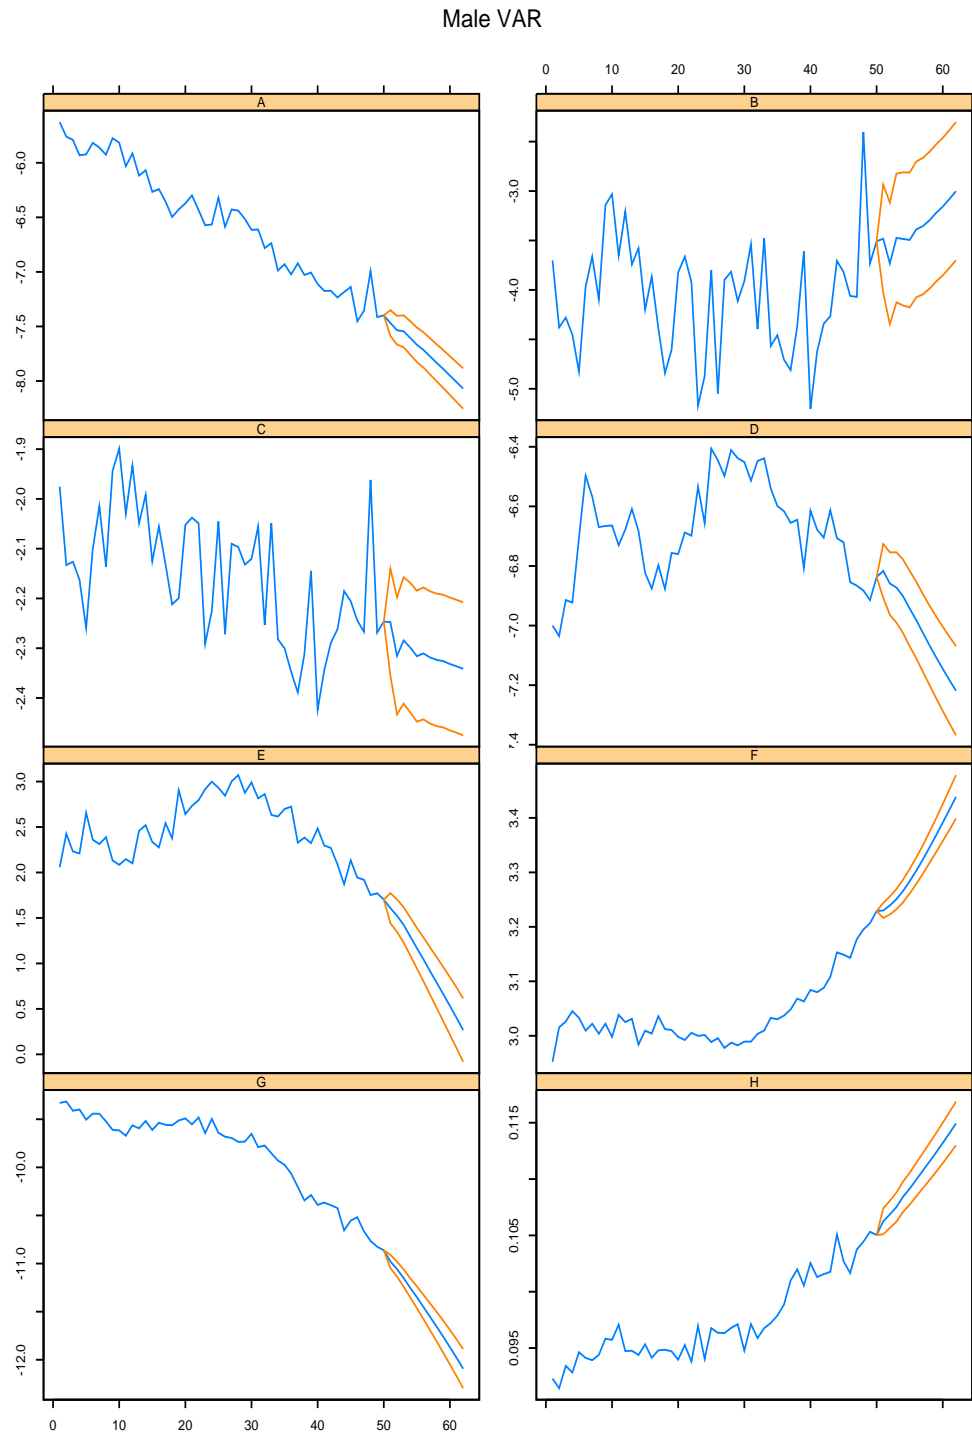 Male VAR
0 10 20 30 40 50 60
A B
-6.0 -6.5 -7.0 -7.5 -8.0
-3.0 -4.0 -5.0
C D
-1.9 -2.0 -2.1 -2.2 -2.3 -2.4
-6.4 -6.6 -6.8 -7.0 -7.2 -7.4
E F
3.0 2.5 2.0 1.5 1.0 0.5 0.0
3.4 3.3 3.2 3.1 3.0
G H
-10.0 -11.0 -12.0
0.115 0.105 0.095
0 10 20 30 40 50 60